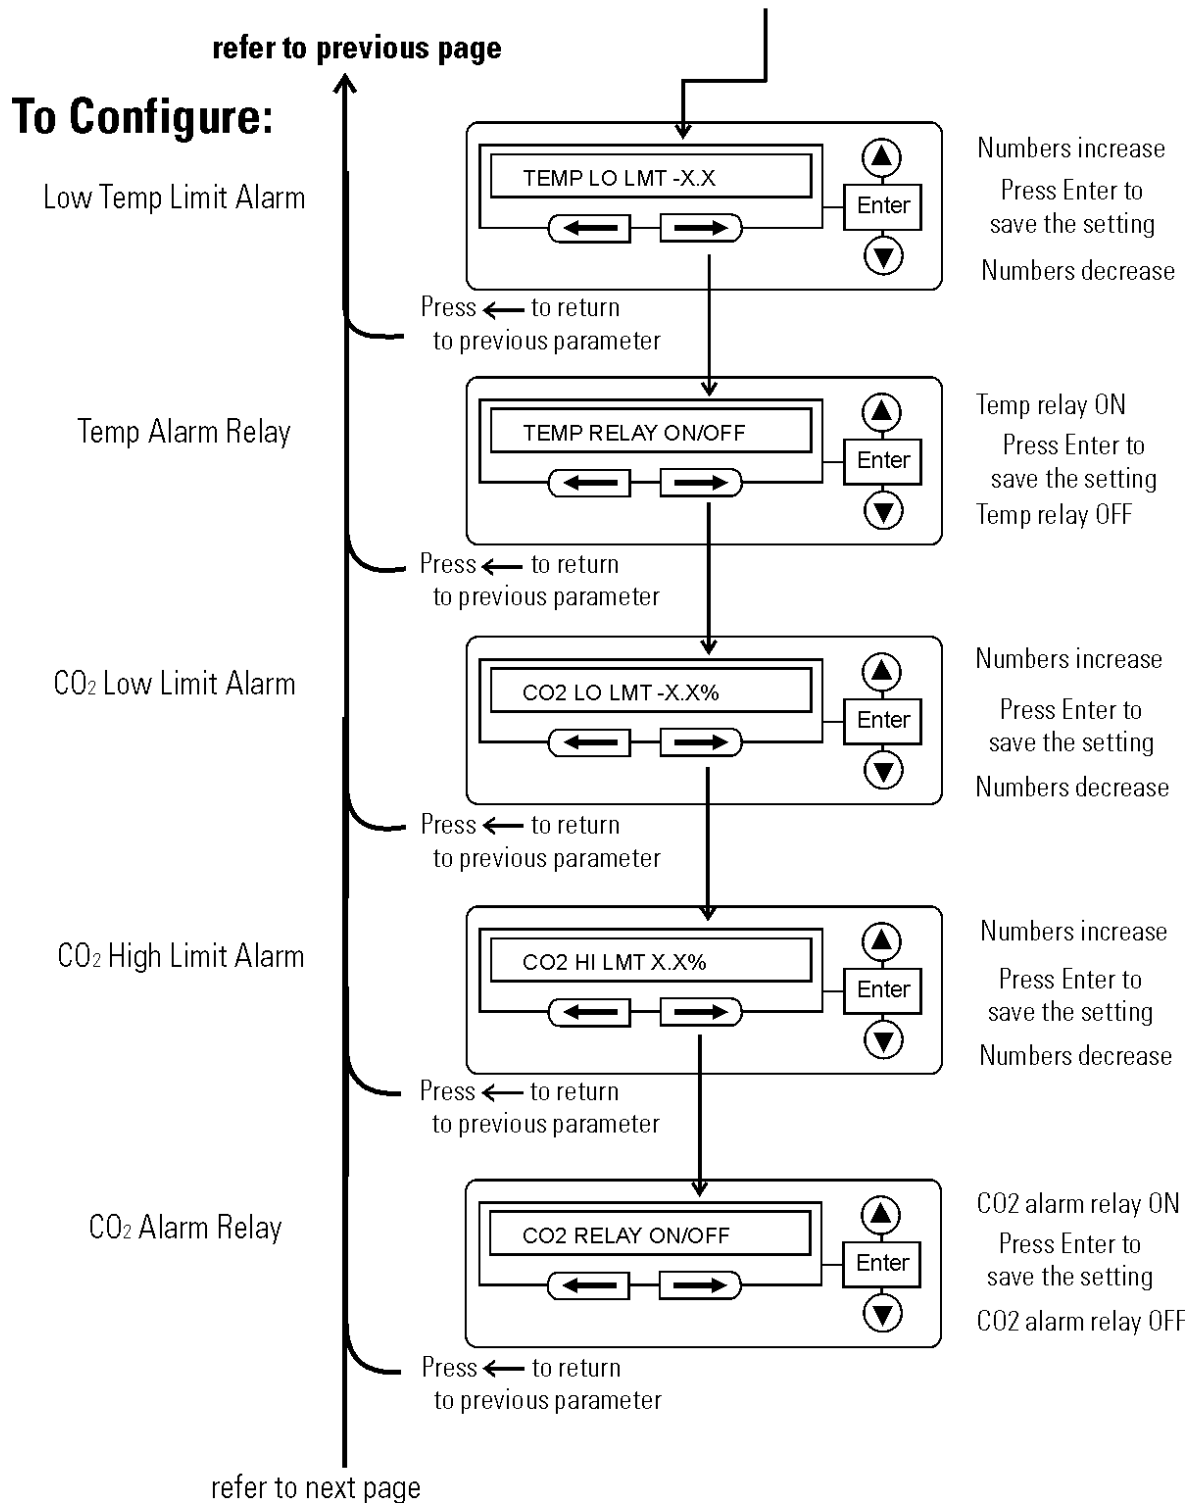 refer to previous page
To Configure:
Low Temp Limit Alarm
TEMP LO LMT -X.X
Enter
Numbers increase
Press Enter to
save the setting
Numbers decrease
Press ← to return
to previous parameter
Temp Alarm Relay
TEMP RELAY ON/OFF
Enter
Temp relay ON
Press Enter to
save the setting
Temp relay OFF
Press ← to return
to previous parameter
CO2 Low Limit Alarm
CO2 LO LMT -X.X%
Enter
Numbers increase
Press Enter to
save the setting
Numbers decrease
Press ← to return
to previous parameter
CO2 High Limit Alarm
CO2 HI LMT X.X%
Enter
Numbers increase
Press Enter to
save the setting
Numbers decrease
Press ← to return
to previous parameter
CO2 Alarm Relay
CO2 RELAY ON/OFF
Enter
CO2 alarm relay ON
Press Enter to
save the setting
CO2 alarm relay OFF
Press ← to return
to previous parameter
refer to next page